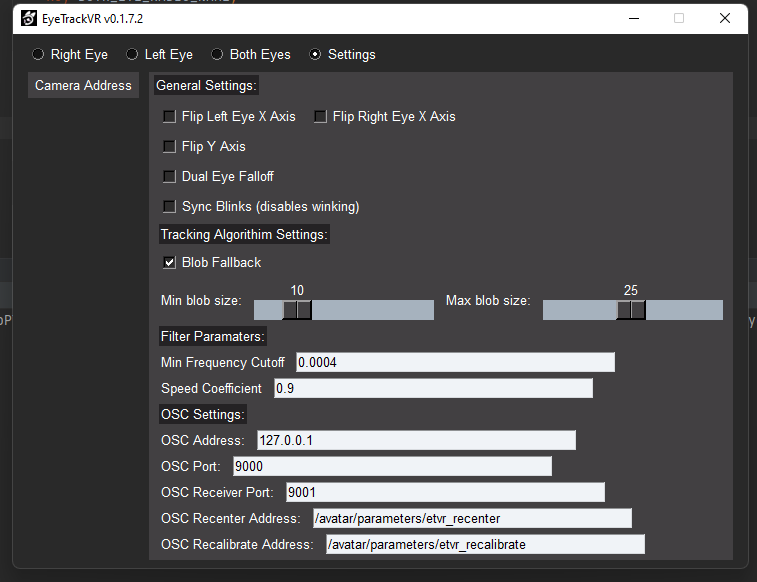 EyeTrackVR v0.1.7.2
Right Eye Left Eye Both Eyes Settings
Camera Address
General Settings:
Flip Left Eye X Axis Flip Right Eye X Axis
Flip Y Axis
Dual Eye Falloff
Sync Blinks (disables winking)
Tracking Algorithim Settings:
Blob Fallback
10 25
Min blob size: Max blob size:
Filter Paramaters:
Min Frequency Cutoff 0.0004
Speed Coefficient 0.9
OSC Settings:
OSC Address: 127.0.0.1
OSC Port: 9000
OSC Receiver Port: 9001
OSC Recenter Address: /avatar/parameters/etvr_recenter
OSC Recalibrate Address: /avatar/parameters/etvr_recalibrate